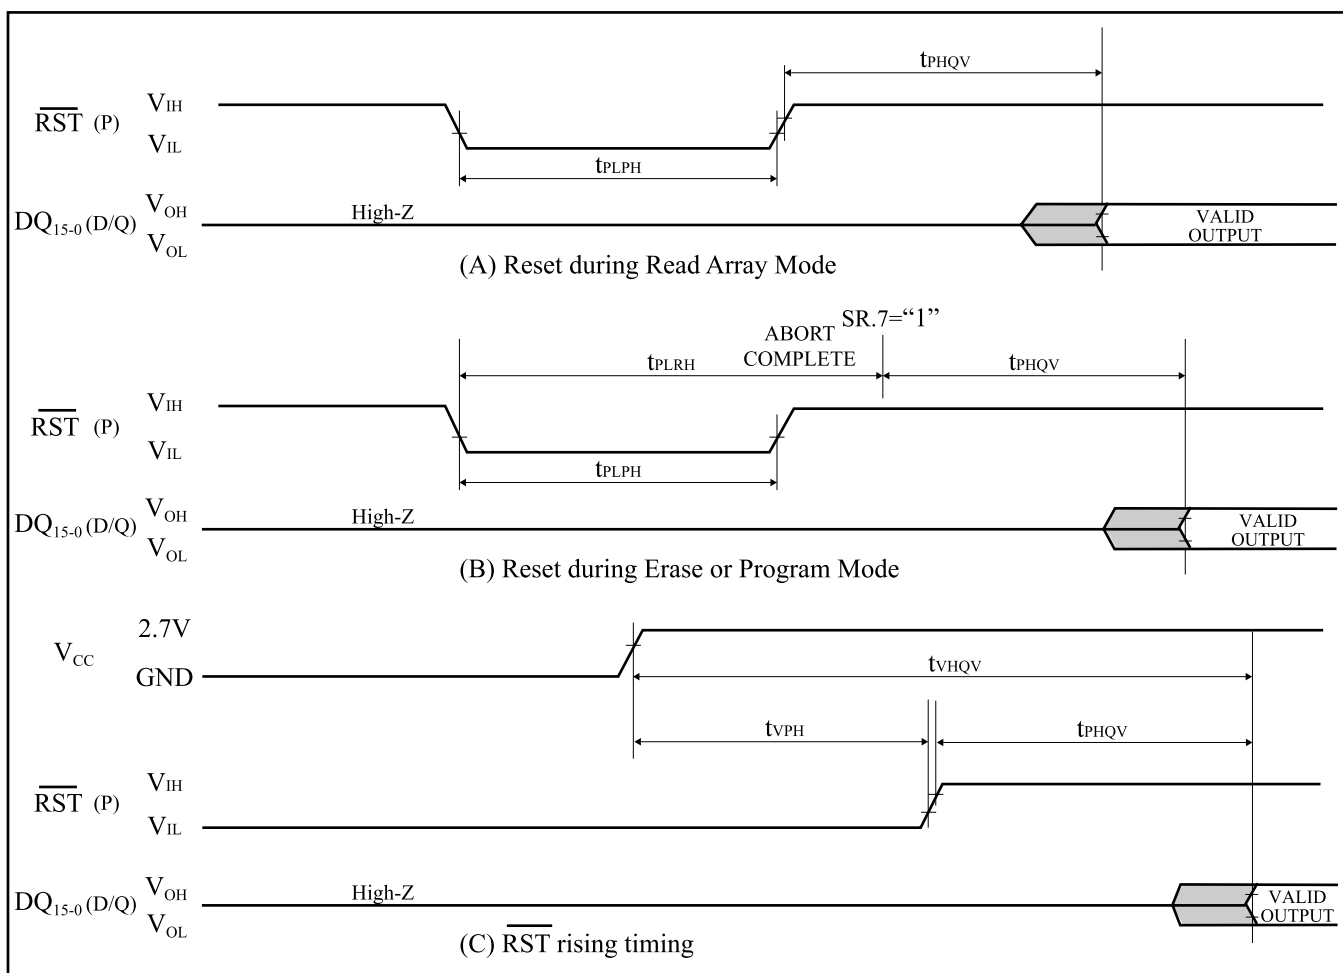 tPHQV
RST (P) VIH
VIL
tPLPH
DQ15-0 (D/Q) VOH
VOL
High-Z
VALID
OUTPUT
(A) Reset during Read Array Mode
SR.7=“1”
ABORT
COMPLETE
tPLRH
tPHQV
RST (P) VIH
VIL
tPLPH
DQ15-0 (D/Q) VOH
VOL
High-Z
VALID
OUTPUT
(B) Reset during Erase or Program Mode
VCC 2.7V
GND
tVHQV
tVPH
tPHQV
RST (P) VIH
VIL
DQ15-0 (D/Q) VOH
VOL
High-Z
VALID
OUTPUT
(C) RST rising timing